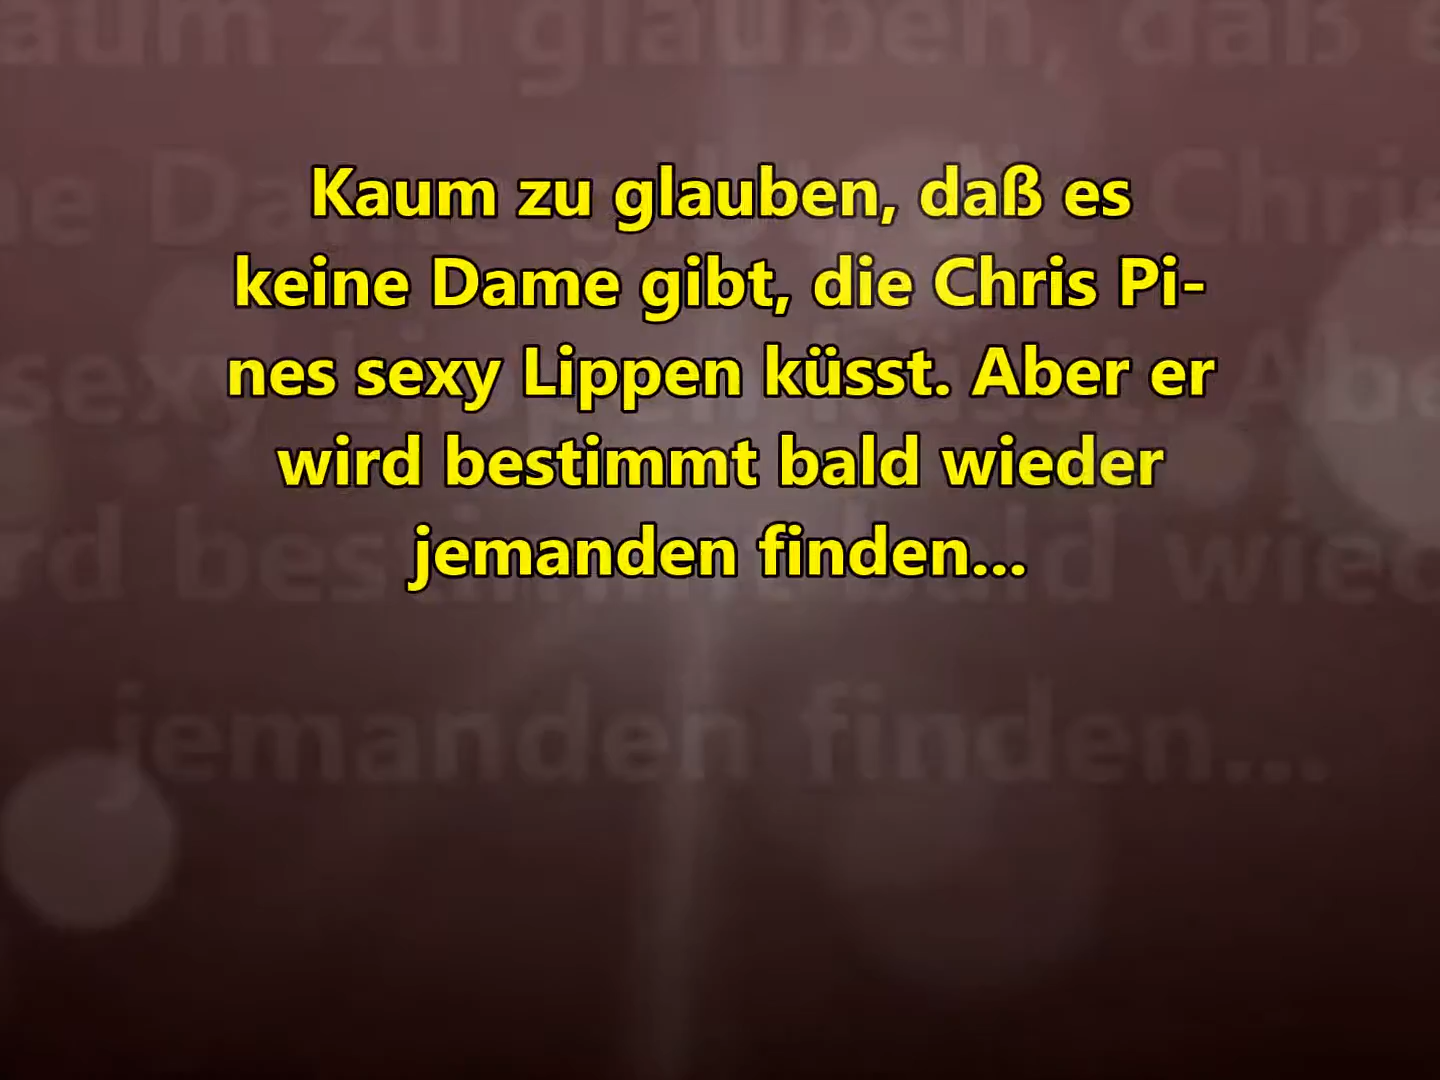 Kaum zu glauben, daß es
keine Dame gibt, die Chris Pi-
nes sexy Lippen küsst. Aber er
wird bestimmt bald wieder
jemanden finden...